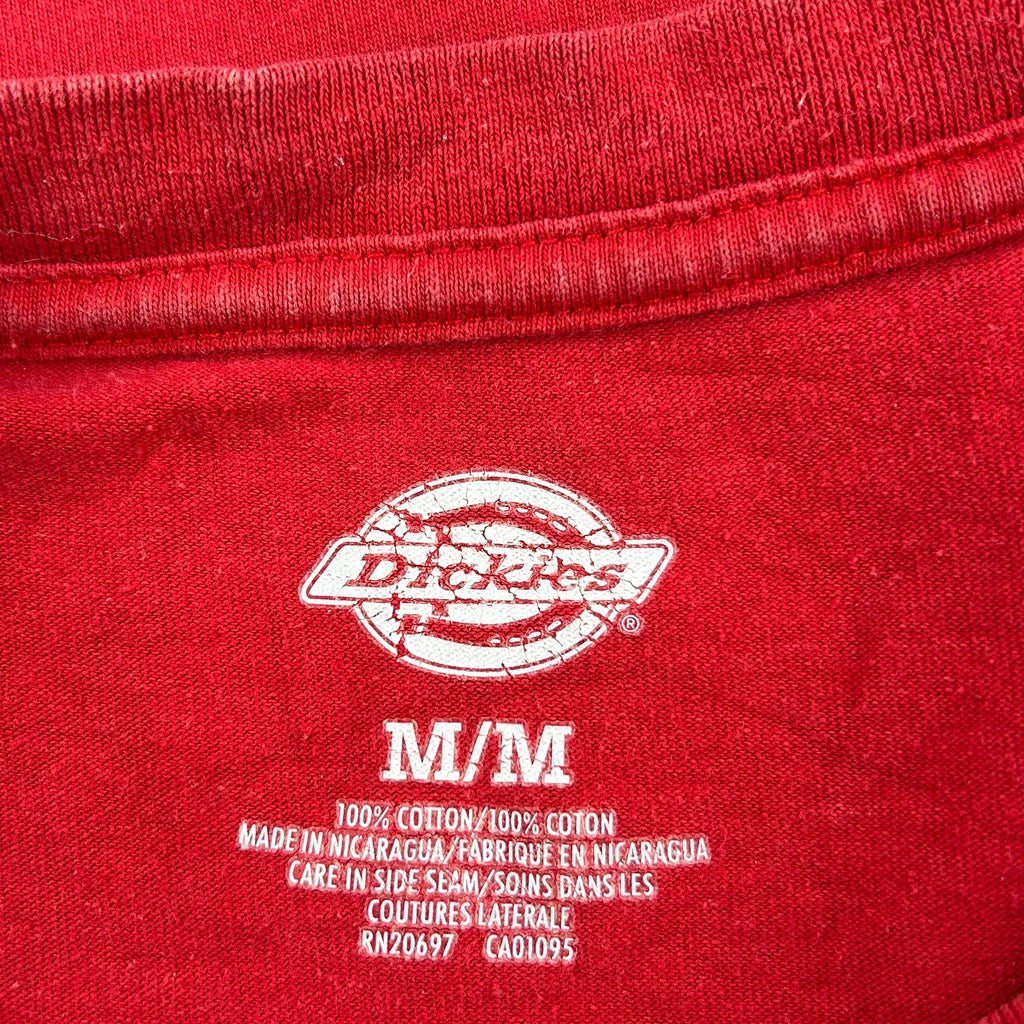 Dickies
®
M/M
100% COTTON/100% COTON
MADE IN NICARAGUA/FABRIQUÉ EN NICARAGUA
CARE IN SIDE SEAM/SOINS DANS LES
COUTURES LATERALE
RN20697 CA01095